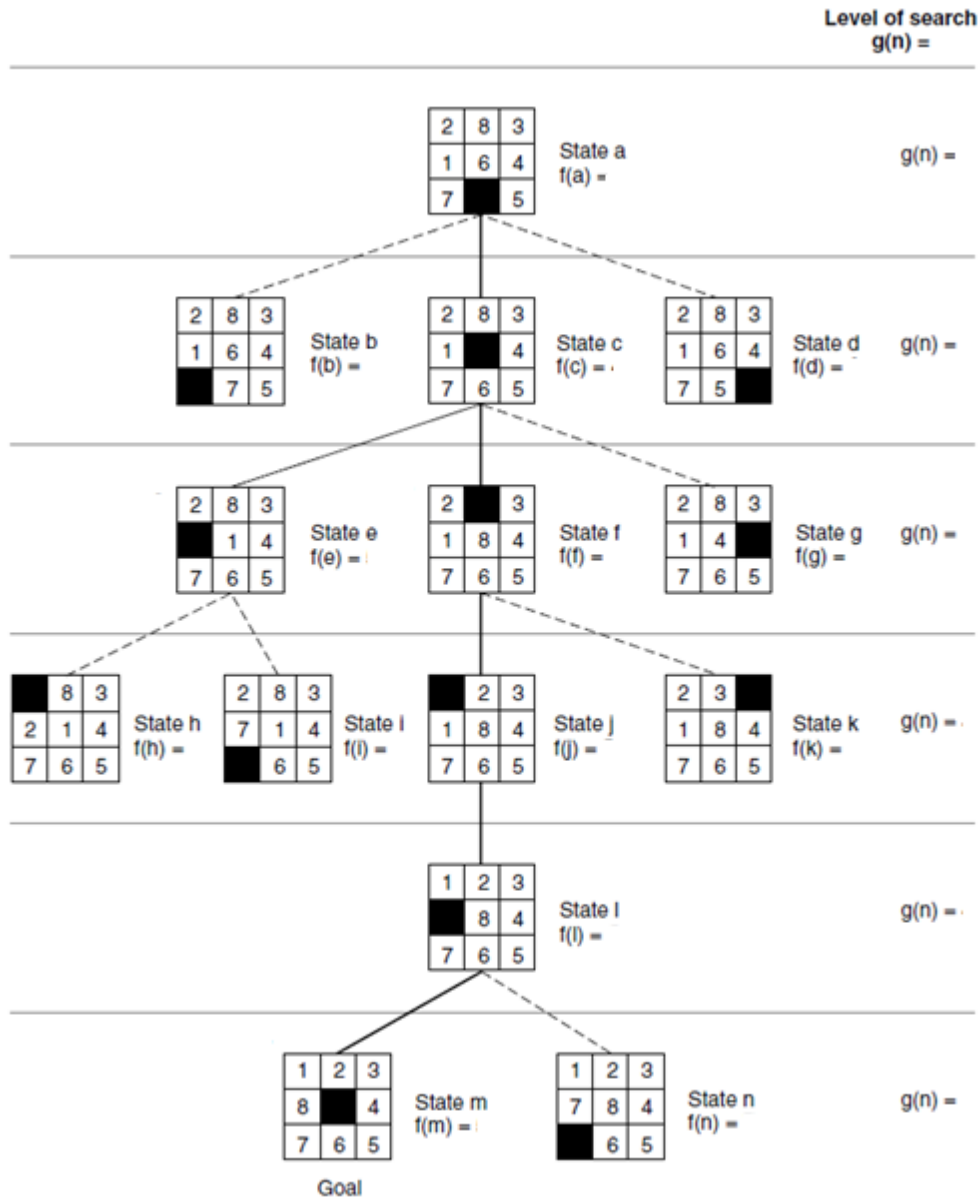 Level of search
g(n) =
2 8 3
1 6 4
7 5
State a
f(a) =
g(n) =
2 8 3
1 6 4
7 5
State b
f(b) =
2 8 3
1 4
7 6 5
State c
f(c) =
2 8 3
1 6 4
7 5
State d
f(d) =
g(n) =
2 8 3
1 4
7 6 5
State e
f(e) =
2 3
1 8 4
7 6 5
State f
f(f) =
2 8 3
1 4
7 6 5
State g
f(g) =
g(n) =
8 3
2 1 4
7 6 5
State h
f(h) =
2 8 3
7 1 4
6 5
State i
f(i) =
2 3
1 8 4
7 6 5
State j
f(j) =
2 3
1 8 4
7 6 5
State k
f(k) =
g(n) =
1 2 3
8 4
7 6 5
State l
f(l) =
g(n) =
1 2 3
8 4
7 6 5
State m
f(m) =
1 2 3
7 8 4
6 5
State n
f(n) =
g(n) =
Goal